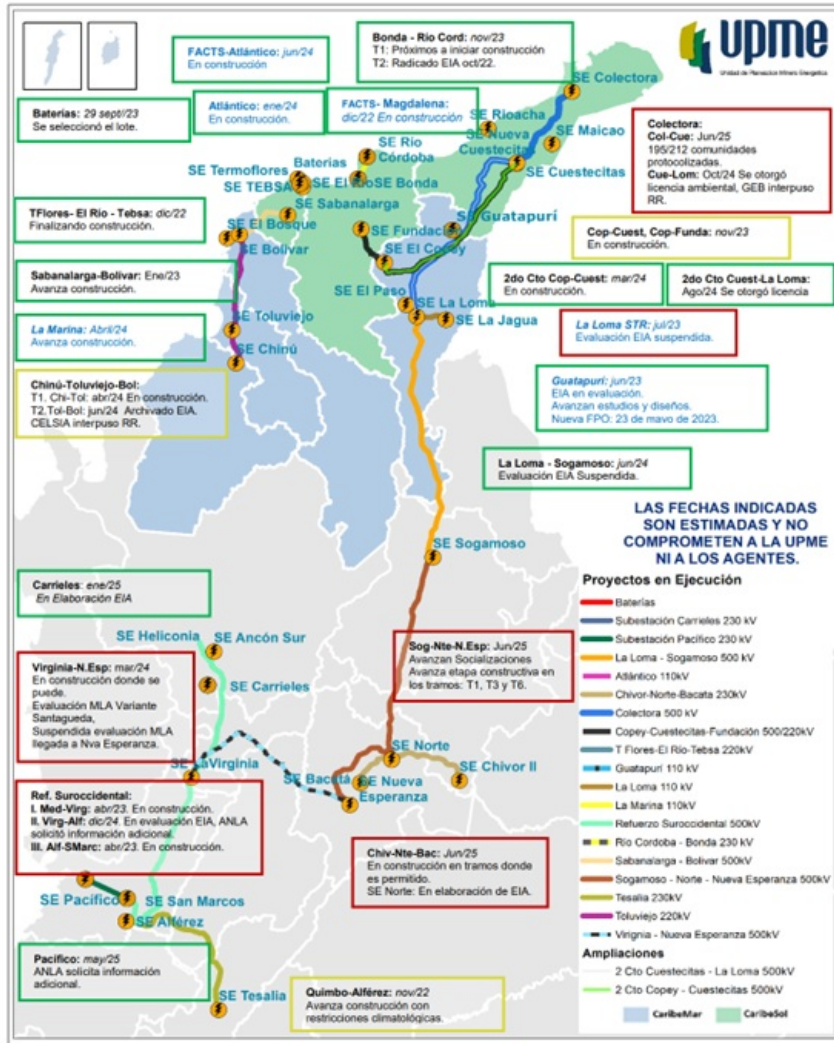 upme
Unidad de Planeación Minero Energética
FACTS-Atlántico: jun/24
En construcción
Bonda - Rio Cord: nov/23
T1: Próximos a iniciar construcción
T2: Radicado EIA oct/22.
Baterías: 29 sept/23
Se seleccionó el lote.
Atlántico: ene/24
En construcción.
FACTS- Magdalena:
dic/22 En construcción
SE Colectora
SE Rioacha
SE Nueva
Cuestecitas
SE Maicao
SE Cuestecitas
Colectora:
Col-Cue: Jun/25
195/212 comunidades
protocolizadas.
Cue-Lom: Oct/24 Se otorgó
licencia ambiental, GEB interpuso
RR.
SE Río
Córdoba
Baterías
SE Termoflores
SE TEBSA
SE El Río
SE Bonda
SE Sabanalarga
SE Fundación
SE Guatapurí
TFlores- El Río - Tebsa: dic/22
Finalizando construcción.
SE El Bosque
SE Bolívar
SE El Copey
Cop-Cuest, Cop-Funda: nov/23
En construcción.
Sabanalarga-Bolivar: Ene/23
Avanza construcción.
2do Cto Cop-Cuest: mar/24
En construcción.
2do Cto Cuest-La Loma:
Ago/24 Se otorgó licencia
SE El Paso
SE La Loma
SE La Jagua
La Marina: Abril/24
Avanza construcción.
SE Toluviejo
SE Chinú
La Loma STR: jul/23
Evaluación EIA suspendida.
Chinú-Toluviejo-Bol:
T1. Chi-Tol: abr/24 En construcción.
T2.Tol-Bol: jun/24 Archivado EIA.
CELSIA interpuso RR.
Guatapurí: jun/23
EIA en evaluación.
Avanzan estudios y diseños.
Nueva FPO: 23 de mayo de 2023.
La Loma - Sogamoso: jun/24
Evaluación EIA Suspendida.
LAS FECHAS INDICADAS
SON ESTIMADAS Y NO
COMPROMETEN A LA UPME
NI A LOS AGENTES.
SE Sogamoso
Carrieles: ene/25
En Elaboración EIA
SE Heliconia
SE Ancón Sur
SE Carrieles
Virginia-N.Esp: mar/24
En construcción donde se
puede.
Evaluación MLA Variante
Santagueda,
Suspendida evaluación MLA
llegada a Nva Esperanza.
Sog-Nte-N.Esp: Jun/25
Avanzan Socializaciones
Avanza etapa constructiva en
los tramos: T1, T3 y T6.
SE LaVirginia
SE Norte
SE Bacatá
SE Nueva
Esperanza
SE Chivor II
Ref. Suroccidental:
I. Med-Virg: abr/23. En construcción.
II. Virg-Alf: dic/24. En evaluación EIA, ANLA
solicitó información adicional.
III. Alf-SMarc: abr/23. En construcción.
Chiv-Nte-Bac: Jun/25
En construcción en tramos donde
es permitido.
SE Norte: En elaboración de EIA.
SE Pacífico
SE San Marcos
SE Alférez
Pacífico: may/25
ANLA solicita información
adicional.
SE Tesalia
Quimbo-Alférez: nov/22
Avanza construcción con
restricciones climatológicas.
Proyectos en Ejecución
Baterías
Subestación Carrieles 230 kV
Subestación Pacífico 230 kV
La Loma - Sogamoso 500 kV
Atlántico 110kV
Chivor-Norte-Bacata 230kV
Colectora 500 kV
Copey-Cuestecitas-Fundación 500/220kV
T Flores-El Río-Tebsa 220kV
Guatapurí 110 kV
La Loma 110 kV
La Marina 110kV
Refuerzo Suroccidental 500kV
Río Cordoba - Bonda 230 kV
Sabanalarga - Bolivar 500kV
Sogamoso - Norte - Nueva Esperanza 500kV
Tesalia 230kV
Toluviejo 220kV
Virignia - Nueva Esperanza 500kV
Ampliaciones
2 Cto Cuestecitas - La Loma 500kV
2 Cto Copey - Cuestecitas 500kV
CaribeMar
CaribeSol